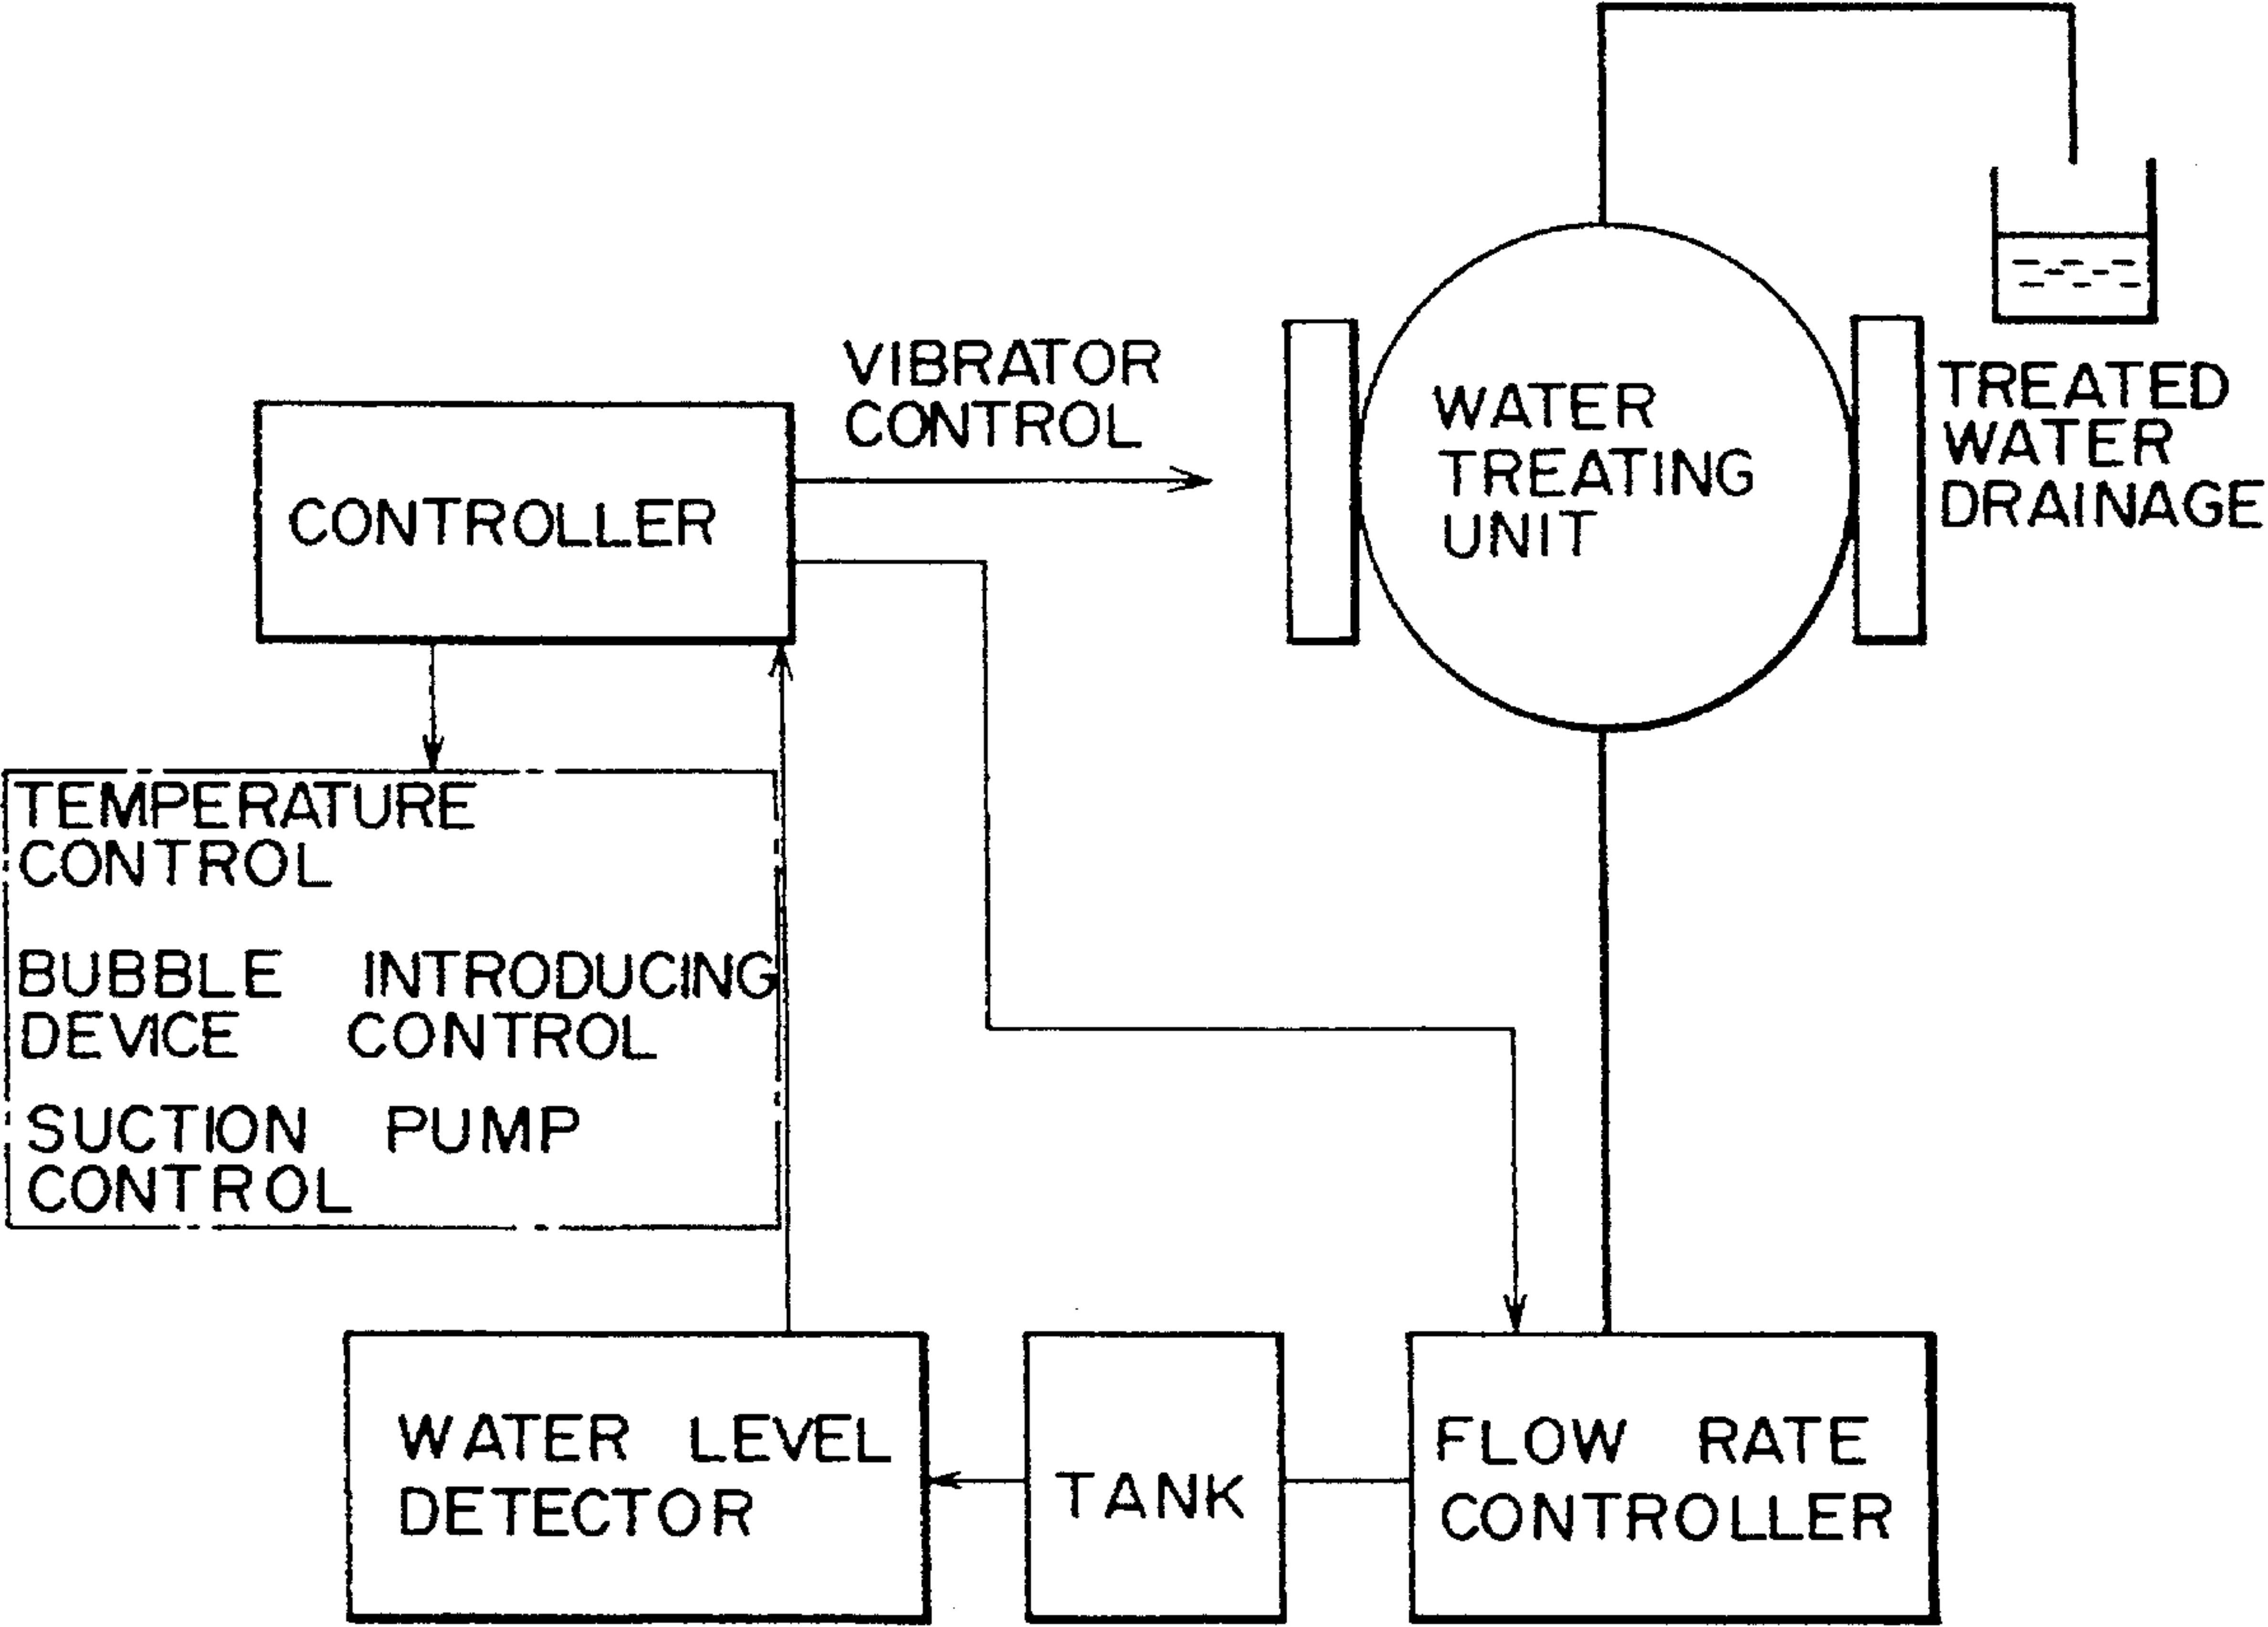 VIBRATOR
CONTROL
CONTROLLER
WATER
TREATING
UNIT
TREATED
WATER
DRAINAGE
TEMPERATURE
CONTROL
BUBBLE INTRODUCING
DEVICE CONTROL
SUCTION PUMP
CONTROL
WATER LEVEL
DETECTOR
TANK
FLOW RATE
CONTROLLER